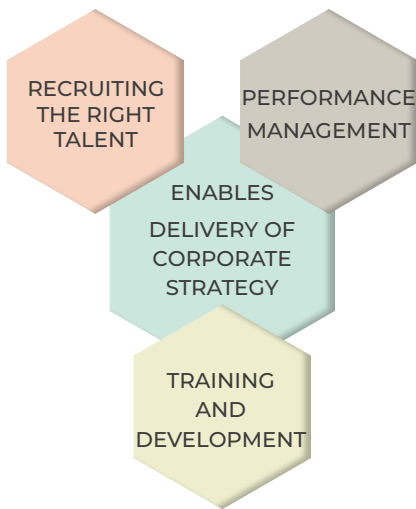 RECRUITING
THE RIGHT
TALENT
PERFORMANCE
MANAGEMENT
ENABLES
DELIVERY OF
CORPORATE
STRATEGY
TRAINING
AND
DEVELOPMENT